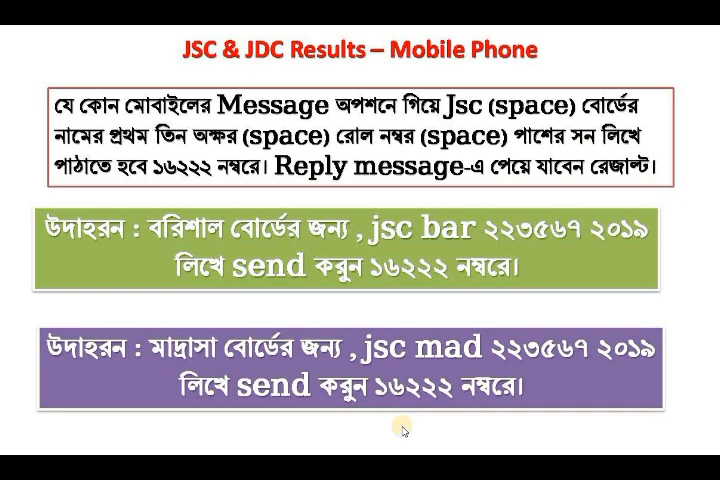 JSC & JDC Results – Mobile Phone
যে কোন মোবাইলের Message অপশনে গিয়ে Jsc (space) বোর্ডের
নামের প্রথম তিন অক্ষর (space) রোল নম্বর (space) পাশের সন লিখে
পাঠাতে হবে ১৬২২২ নম্বরে। Reply message-এ পেয়ে যাবেন রেজাল্ট।
উদাহরন : বরিশাল বোর্ডের জন্য , jsc bar ২২৩৫৬৭ ২০১৯
লিখে send করুন ১৬২২২ নম্বরে।
উদাহরন : মাদ্রাসা বোর্ডের জন্য , jsc mad ২২৩৫৬৭ ২০১৯
লিখে send করুন ১৬২২২ নম্বরে।